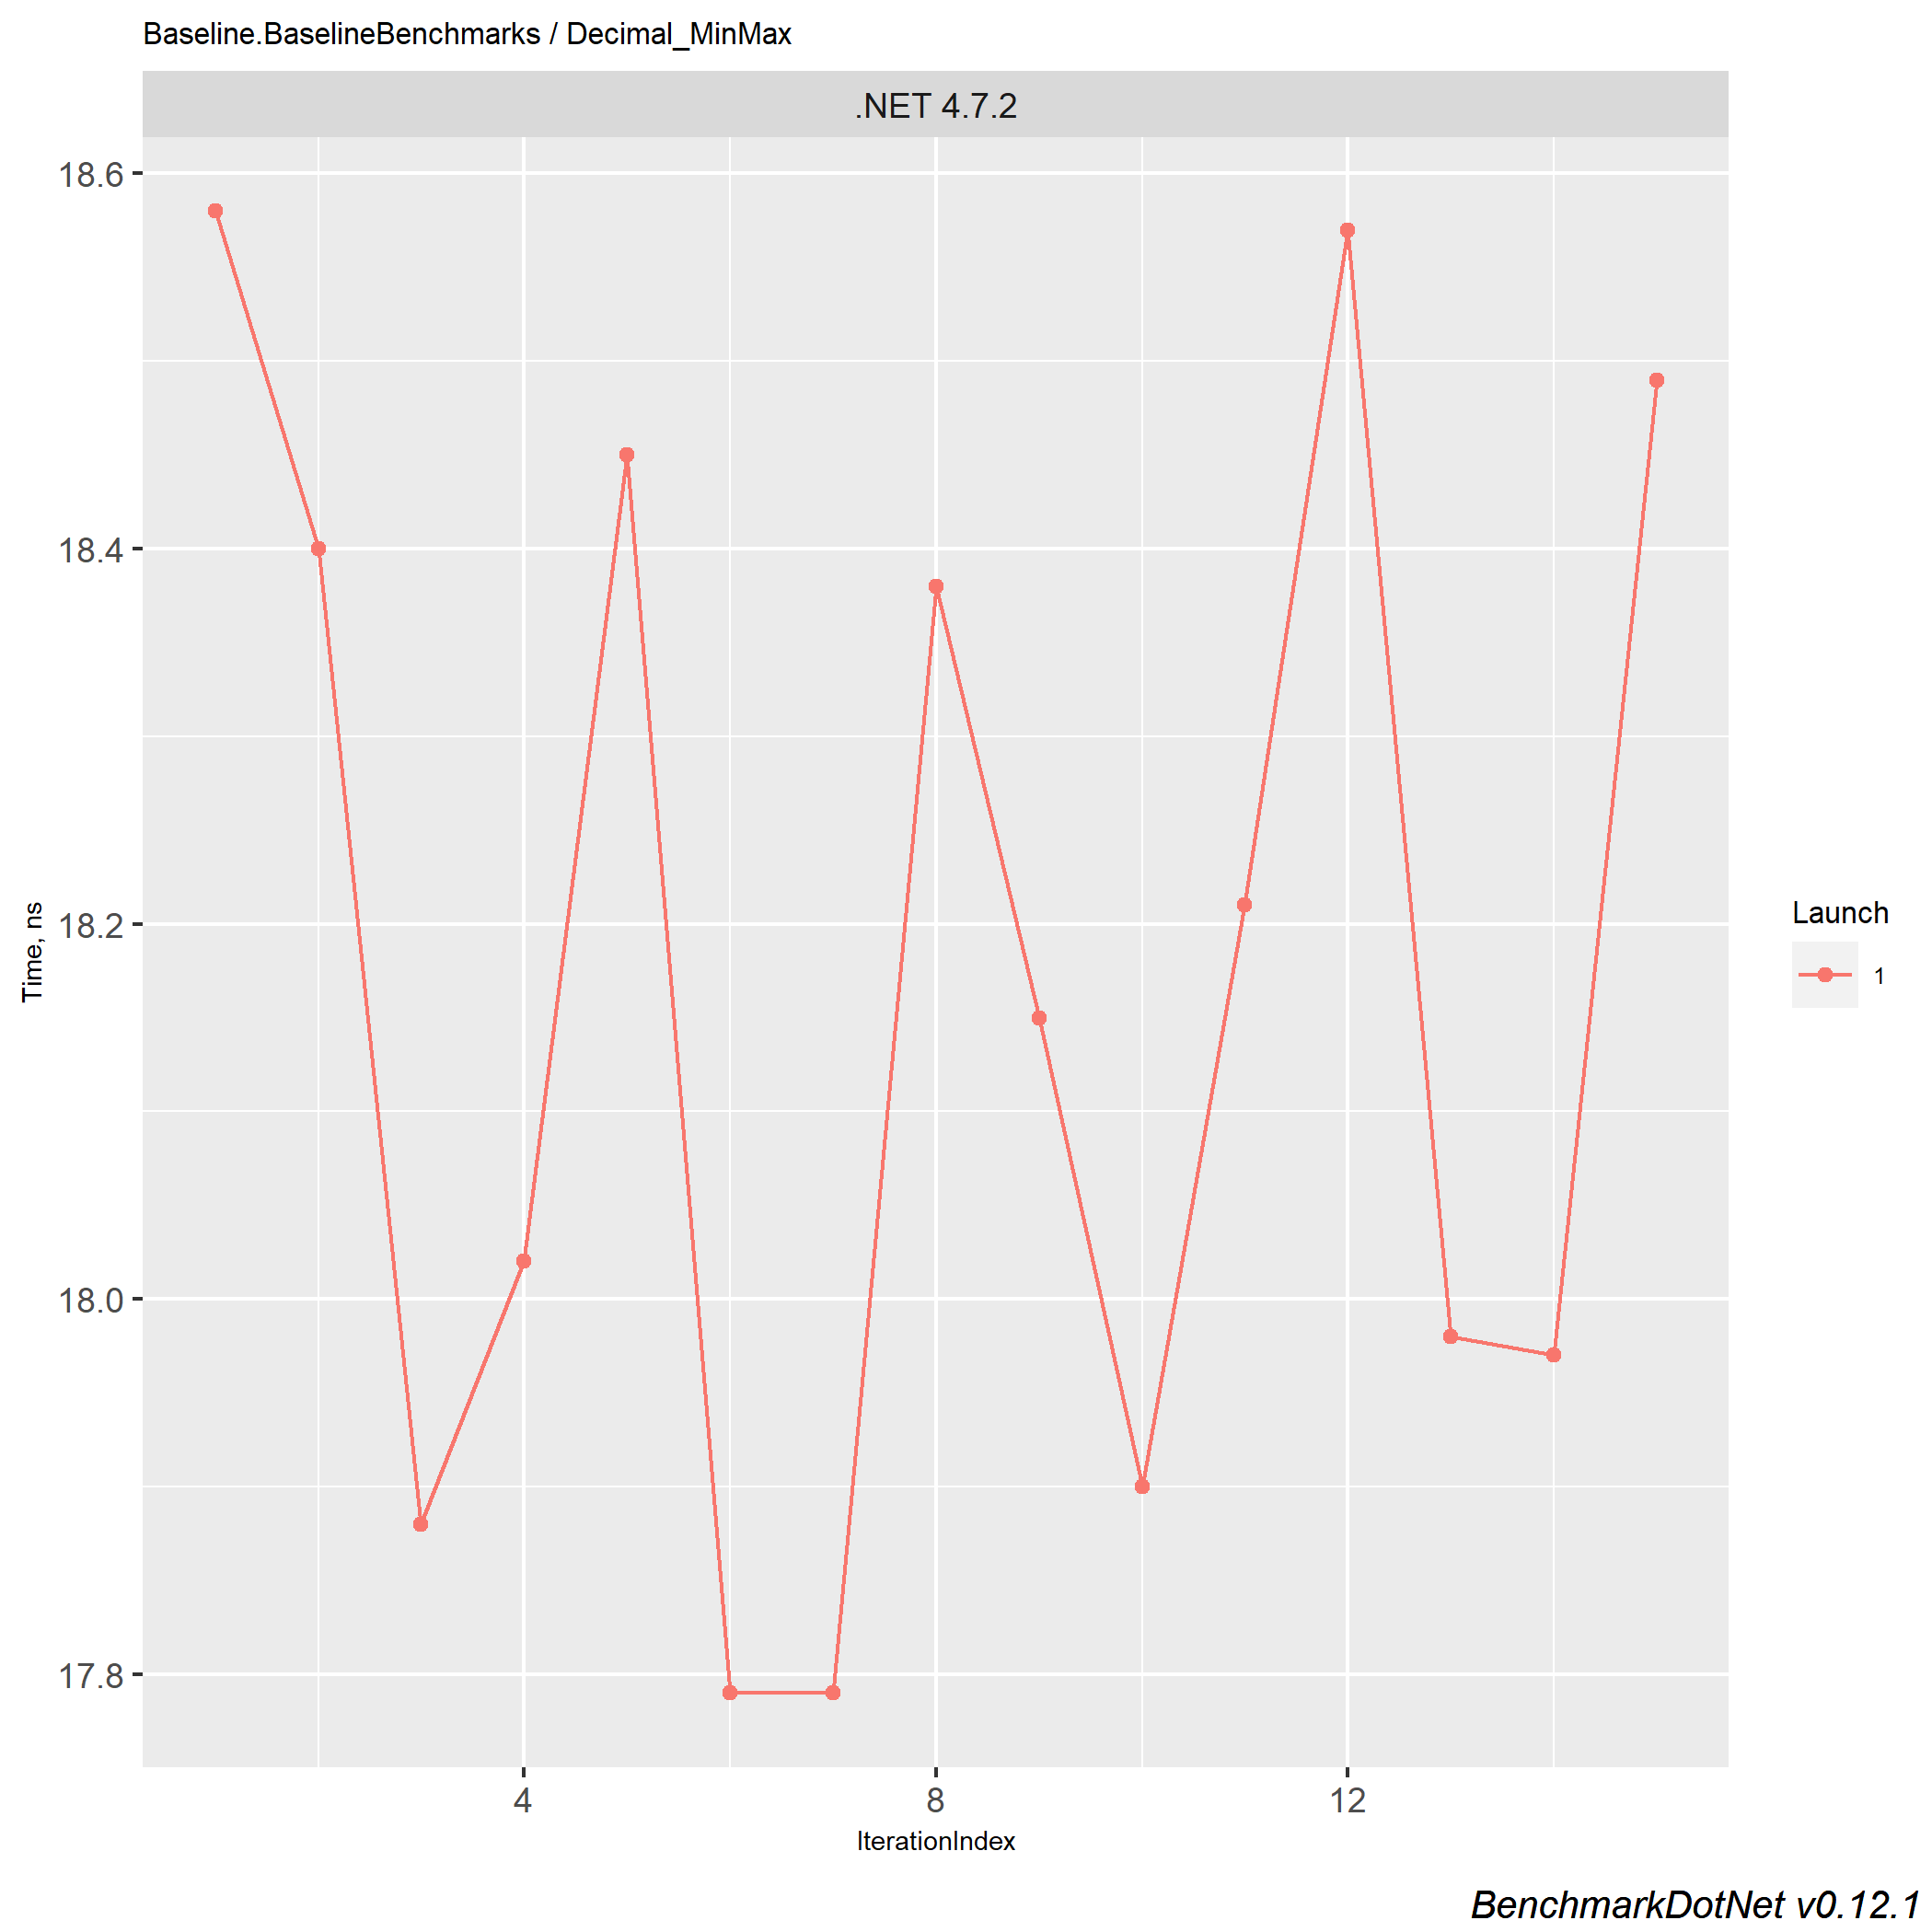 Baseline.BaselineBenchmarks / Decimal_MinMax
.NET 4.7.2
18.6
18.4
18.2
18.0
17.8
Time, ns
4 8 12
IterationIndex
Launch
1
BenchmarkDotNet v0.12.1